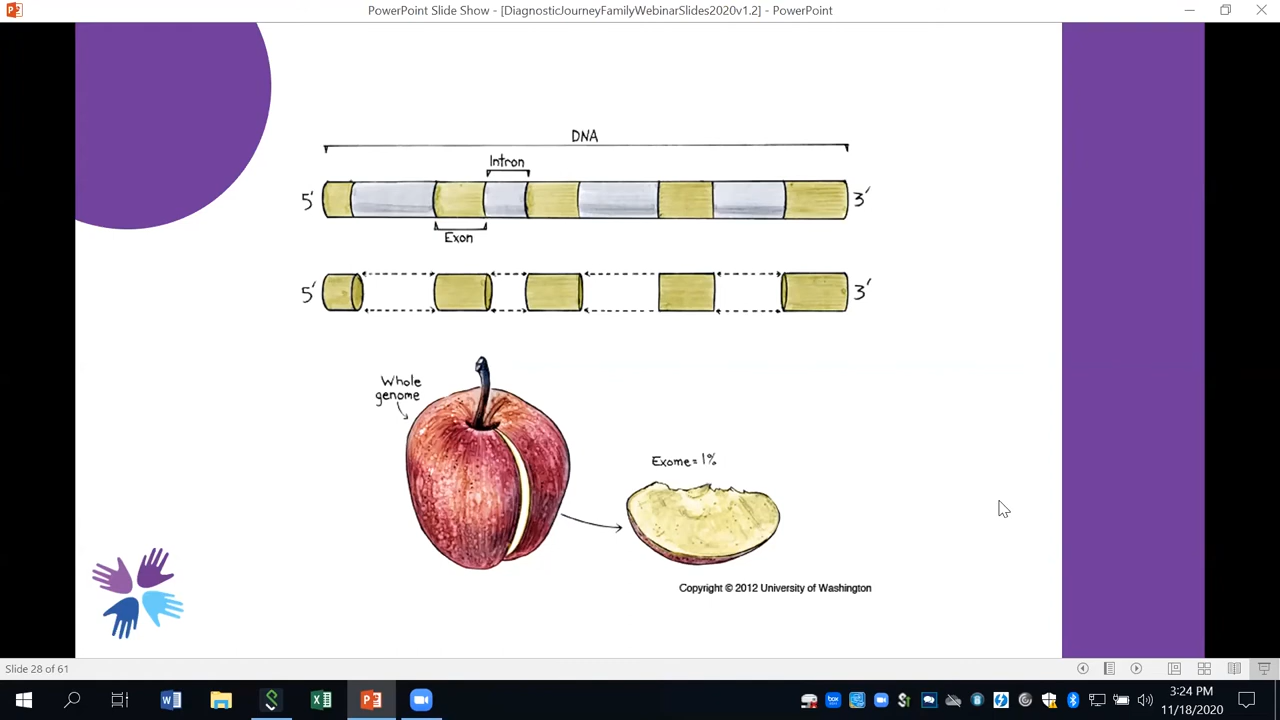 PowerPoint Slide Show - [DiagnosticJourneyFamilyWebinarSlides2020v1.2] - PowerPoint
DNA
Intron
5′ 3′
Exon
5′ 3′
Whole
genome
Exome = 1%
Copyright © 2012 University of Washington
Slide 28 of 61
3:24 PM
11/18/2020